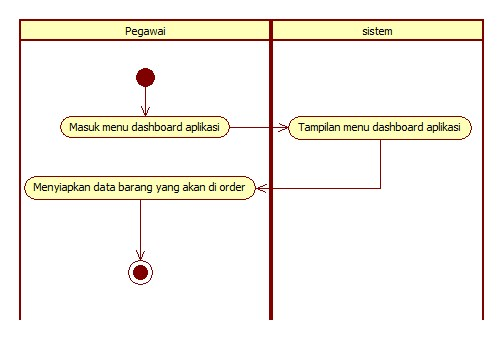 Pegawai
sistem
Masuk menu dashboard aplikasi
Tampilan menu dashboard aplikasi
Menyiapkan data barang yang akan di order